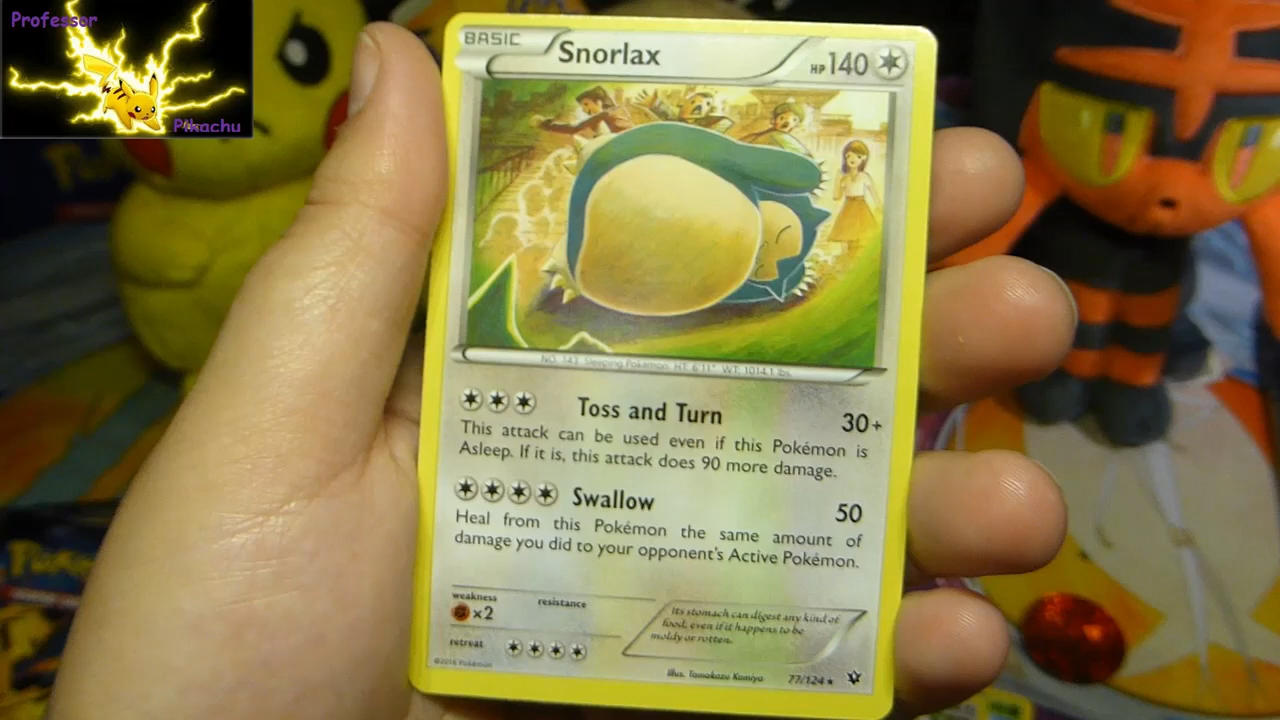 Professor
Pikachu
BASIC
Snorlax
HP 140
NO. 143 Sleeping Pokémon HT: 6'11" WT: 1014.1 lbs.
Toss and Turn 30+
This attack can be used even if this Pokémon is
Asleep. If it is, this attack does 90 more damage.
Swallow 50
Heal from this Pokémon the same amount of
damage you did to your opponent's Active Pokémon.
weakness resistance
×2
retreat
Its stomach can digest any kind of
food, even if it happens to be
moldy or rotten.
©2016 Pokémon
Illus. Tomokazu Komiya 77/124 ★